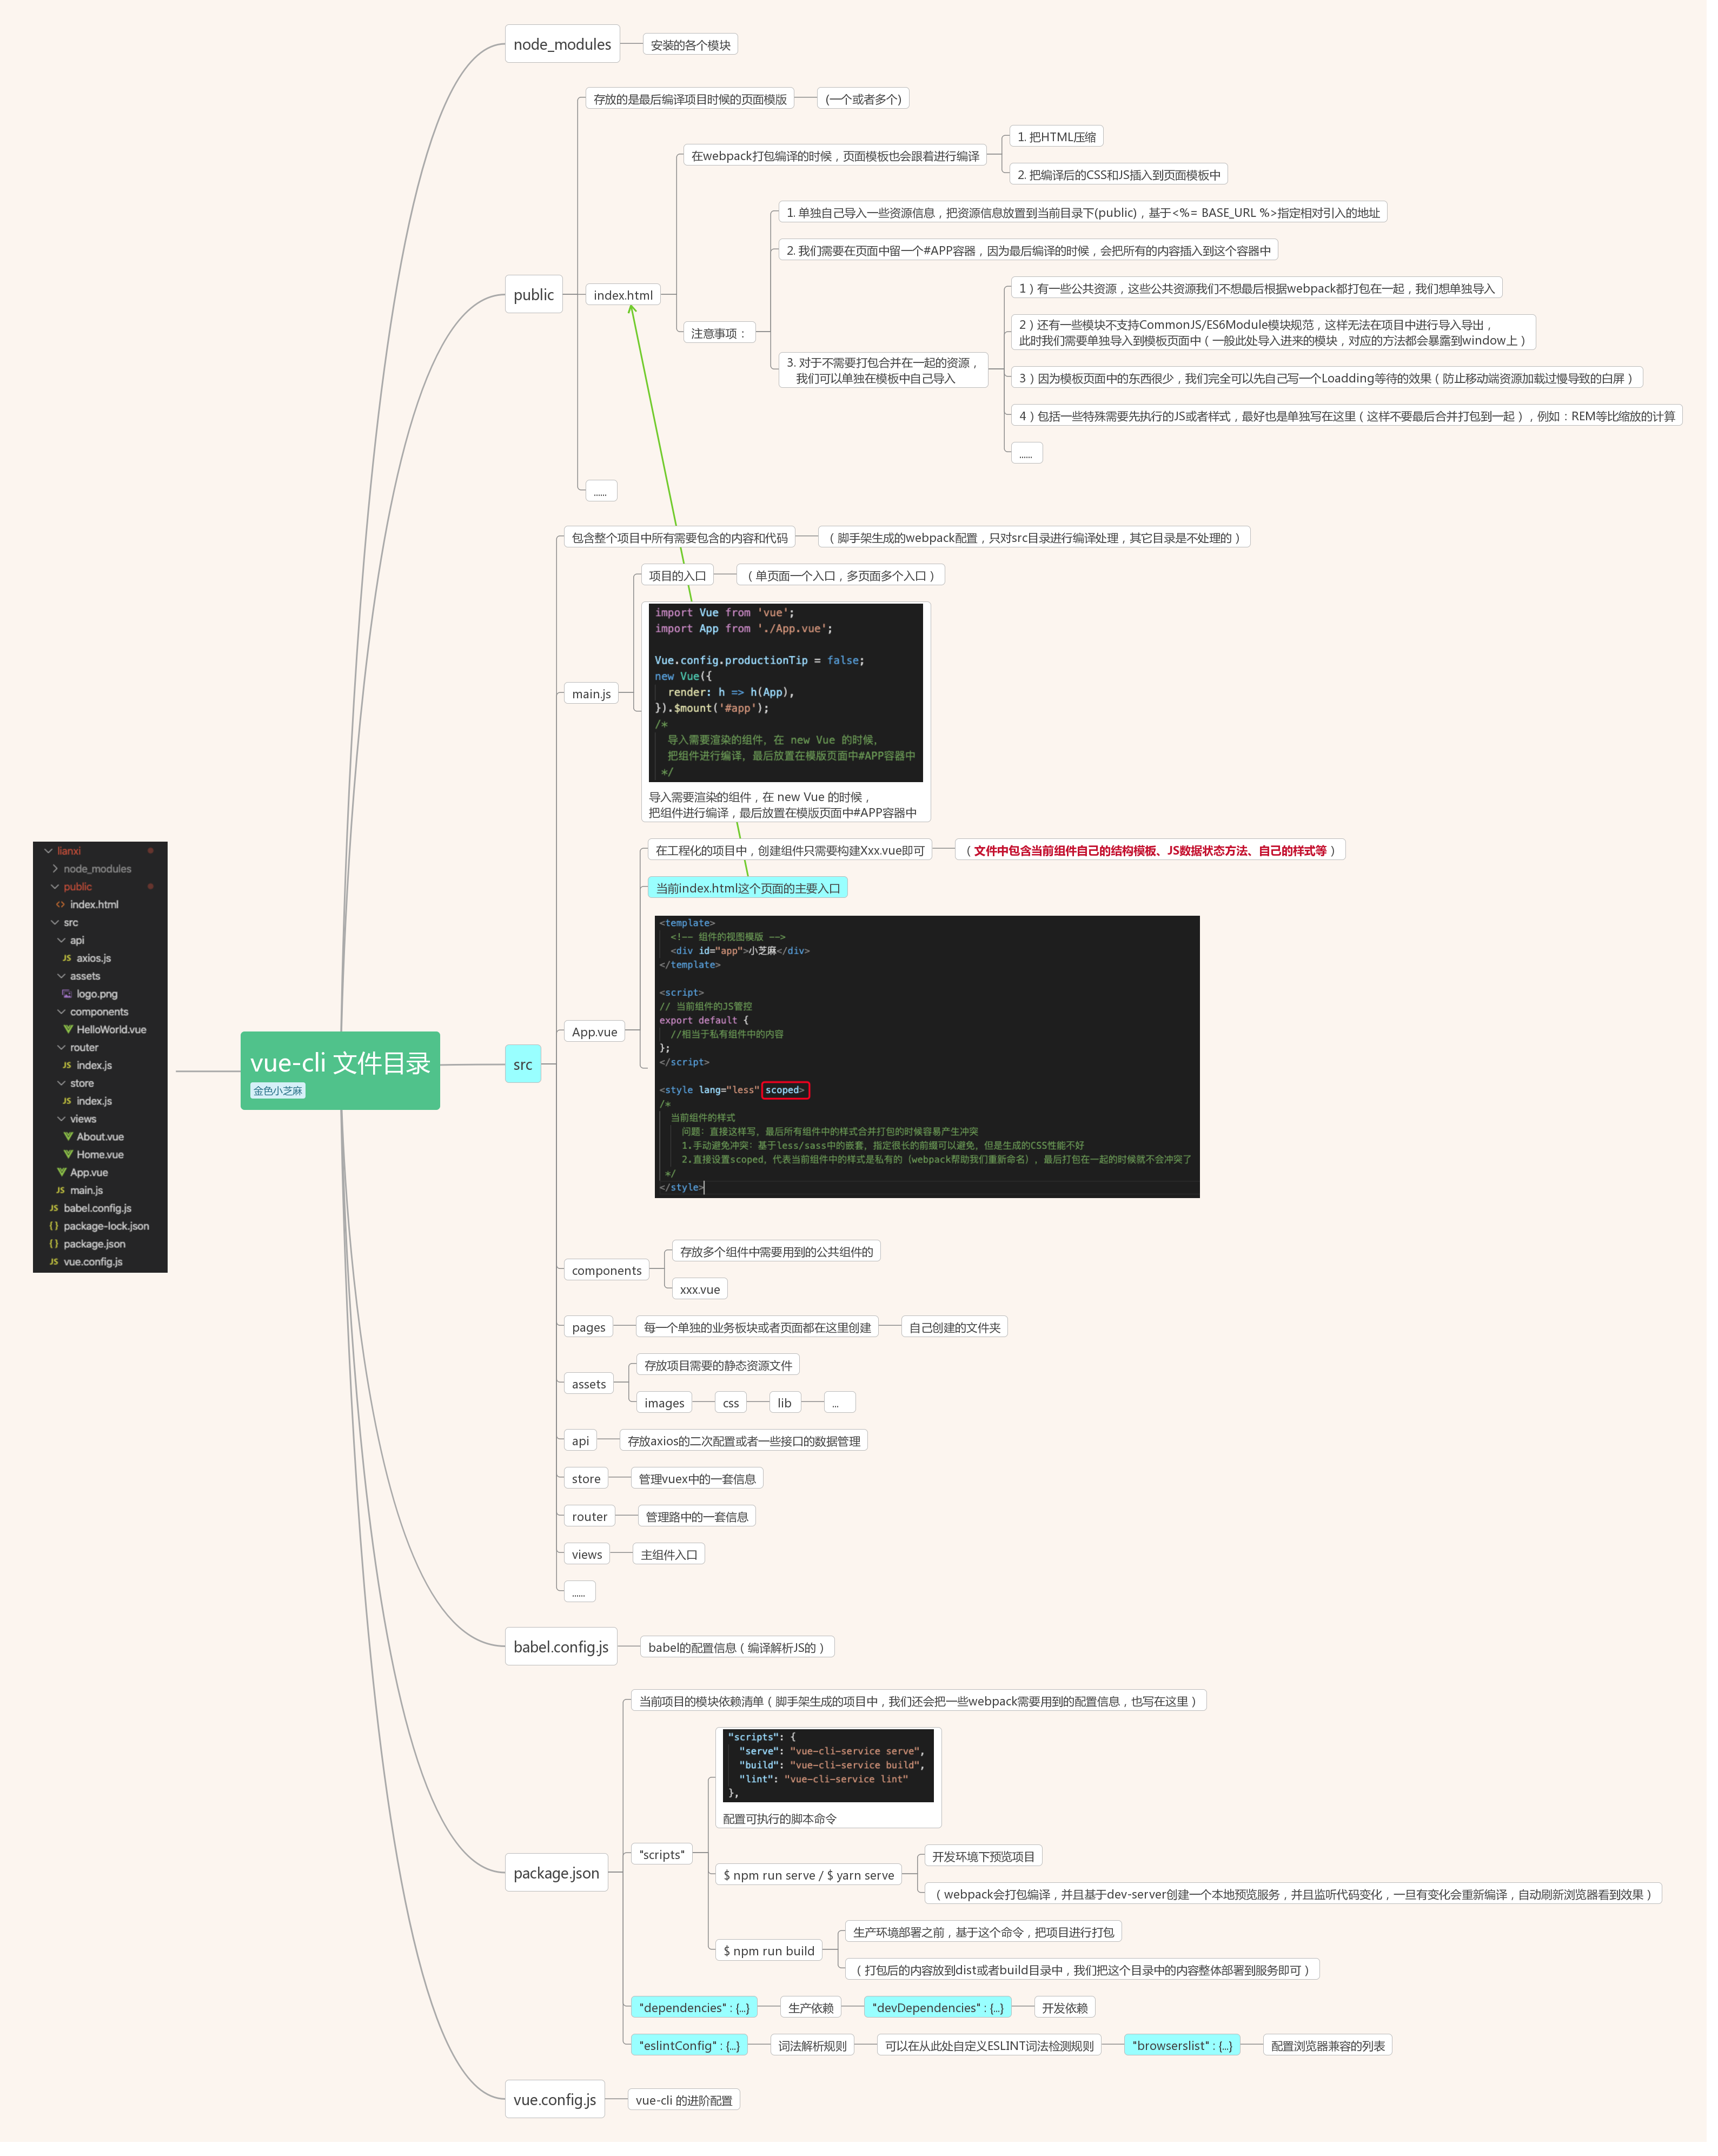 node_modules
安装的各个模块
存放的是最后编译项目时候的页面模版
(一个或者多个)
在webpack打包编译的时候，页面模板也会跟着进行编译
1. 把HTML压缩
2. 把编译后的CSS和JS插入到页面模板中
public
index.html
注意事项：
1. 单独自己导入一些资源信息，把资源信息放置到当前目录下(public)，基于<%= BASE_URL %>指定相对引入的地址
2. 我们需要在页面中留一个#APP容器，因为最后编译的时候，会把所有的内容插入到这个容器中
3. 对于不需要打包合并在一起的资源，
我们可以单独在模板中自己导入
1）有一些公共资源，这些公共资源我们不想最后根据webpack都打包在一起，我们想单独导入
2）还有一些模块不支持CommonJS/ES6Module模块规范，这样无法在项目中进行导入导出，
此时我们需要单独导入到模板页面中（一般此处导入进来的模块，对应的方法都会暴露到window上）
3）因为模板页面中的东西很少，我们完全可以先自己写一个Loadding等待的效果（防止移动端资源加载过慢导致的白屏）
4）包括一些特殊需要先执行的JS或者样式，最好也是单独写在这里（这样不要最后合并打包到一起），例如：REM等比缩放的计算
......
......
包含整个项目中所有需要包含的内容和代码
（脚手架生成的webpack配置，只对src目录进行编译处理，其它目录是不处理的）
main.js
项目的入口
（单页面一个入口，多页面多个入口）
import Vue from 'vue';
import App from './App.vue';
Vue.config.productionTip = false;
new Vue({
render: h => h(App),
}).$mount('#app');
/*
导入需要渲染的组件，在 new Vue 的时候，
把组件进行编译，最后放置在模版页面中#APP容器中
*/
导入需要渲染的组件，在 new Vue 的时候，
把组件进行编译，最后放置在模版页面中#APP容器中
lianxi
node_modules
public
index.html
src
api
axios.js
assets
logo.png
components
HelloWorld.vue
router
index.js
store
index.js
views
About.vue
Home.vue
App.vue
main.js
babel.config.js
package-lock.json
package.json
vue.config.js
vue-cli 文件目录
金色小芝麻
src
App.vue
在工程化的项目中，创建组件只需要构建Xxx.vue即可
（文件中包含当前组件自己的结构模板、JS数据状态方法、自己的样式等）
当前index.html这个页面的主要入口
<template>
<!-- 组件的视图模版 -->
<div id="app">小芝麻</div>
</template>
<script>
// 当前组件的JS管控
export default {
//相当于私有组件中的内容
};
</script>
<style lang="less" scoped>
/*
当前组件的样式
问题：直接这样写，最后所有组件中的样式合并打包的时候容易产生冲突
1.手动避免冲突：基于less/sass中的嵌套，指定很长的前缀可以避免，但是生成的CSS性能不好
2.直接设置scoped，代表当前组件中的样式是私有的（webpack帮助我们重新命名），最后打包在一起的时候就不会冲突了
*/
</style>
components
存放多个组件中需要用到的公共组件的
xxx.vue
pages
每一个单独的业务板块或者页面都在这里创建
自己创建的文件夹
assets
存放项目需要的静态资源文件
images
css
lib
...
api
存放axios的二次配置或者一些接口的数据管理
store
管理vuex中的一套信息
router
管理路中的一套信息
views
主组件入口
......
babel.config.js
babel的配置信息（编译解析JS的）
package.json
当前项目的模块依赖清单（脚手架生成的项目中，我们还会把一些webpack需要用到的配置信息，也写在这里）
"scripts"
"scripts": {
"serve": "vue-cli-service serve",
"build": "vue-cli-service build",
"lint": "vue-cli-service lint"
},
配置可执行的脚本命令
$ npm run serve / $ yarn serve
开发环境下预览项目
（webpack会打包编译，并且基于dev-server创建一个本地预览服务，并且监听代码变化，一旦有变化会重新编译，自动刷新浏览器看到效果）
$ npm run build
生产环境部署之前，基于这个命令，把项目进行打包
（打包后的内容放到dist或者build目录中，我们把这个目录中的内容整体部署到服务即可）
"dependencies" : {...}
生产依赖
"devDependencies" : {...}
开发依赖
"eslintConfig" : {...}
词法解析规则
可以在从此处自定义ESLINT词法检测规则
"browserslist" : {...}
配置浏览器兼容的列表
vue.config.js
vue-cli 的进阶配置